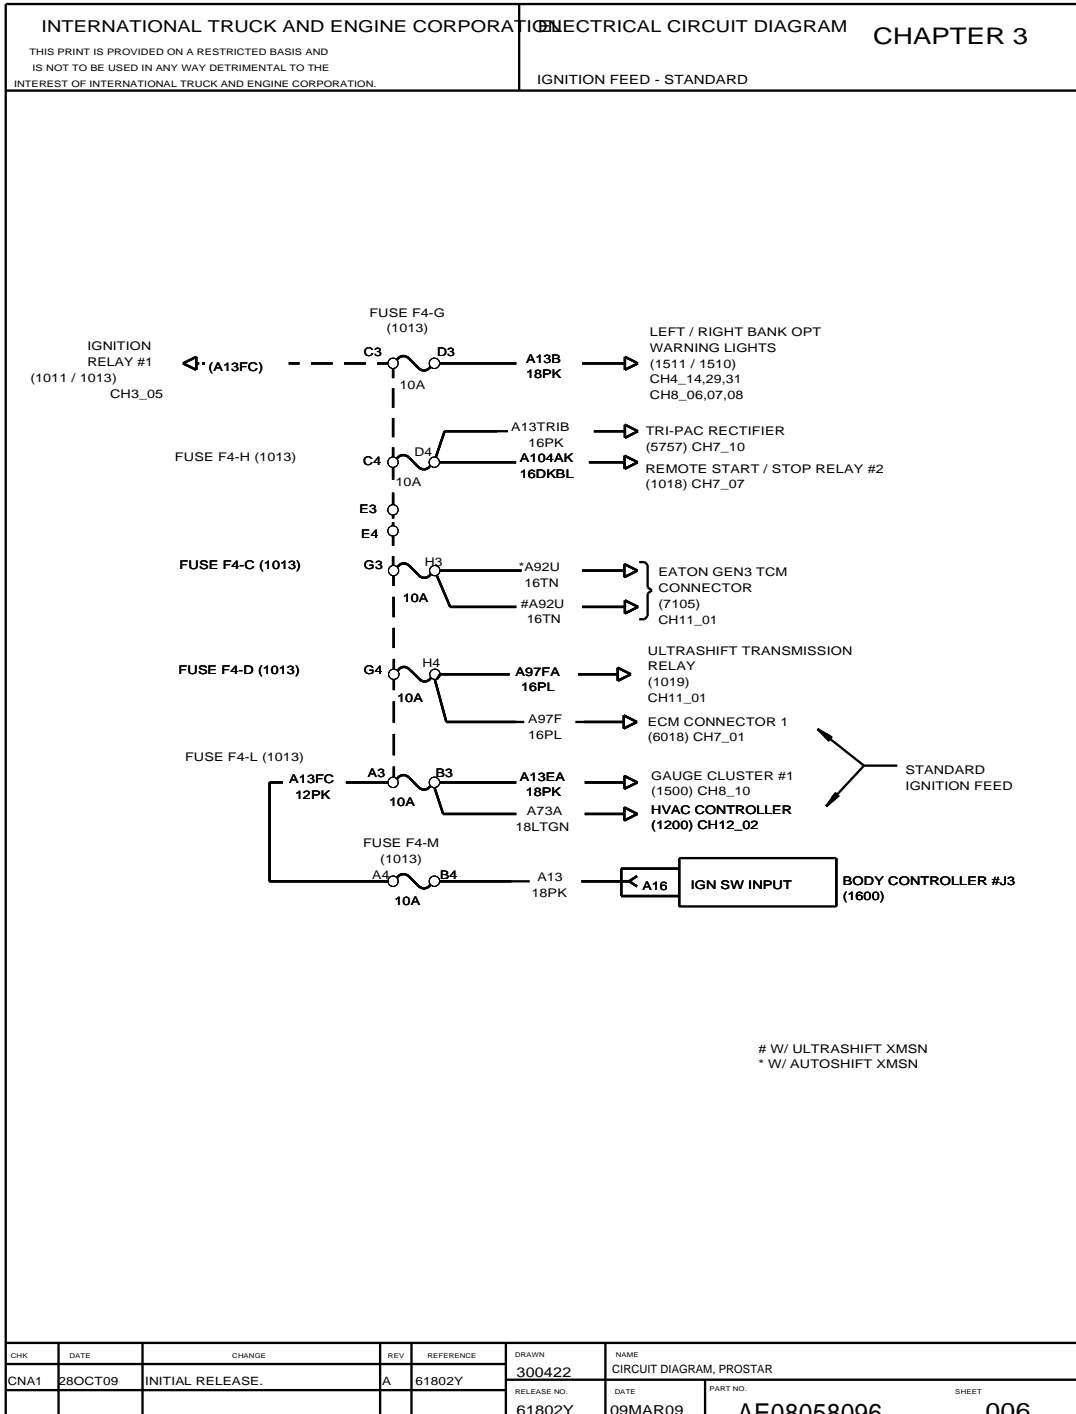 INTERNATIONAL TRUCK AND ENGINE CORPORATION
ELECTRICAL CIRCUIT DIAGRAM
CHAPTER 3
THIS PRINT IS PROVIDED ON A RESTRICTED BASIS AND
IS NOT TO BE USED IN ANY WAY DETRIMENTAL TO THE
INTEREST OF INTERNATIONAL TRUCK AND ENGINE CORPORATION.
IGNITION FEED - STANDARD
FUSE F4-G
(1013)
IGNITION
RELAY #1
(1011 / 1013)
CH3_05
(A13FC)
C3
D3
10A
A13B
18PK
LEFT / RIGHT BANK OPT
WARNING LIGHTS
(1511 / 1510)
CH4_14,29,31
CH8_06,07,08
FUSE F4-H (1013)
C4
D4
10A
A13TRIB
16PK
TRI-PAC RECTIFIER
(5757) CH7_10
A104AK
16DKBL
REMOTE START / STOP RELAY #2
(1018) CH7_07
E3
E4
FUSE F4-C (1013)
G3
H3
10A
*A92U
16TN
#A92U
16TN
EATON GEN3 TCM
CONNECTOR
(7105)
CH11_01
FUSE F4-D (1013)
G4
H4
10A
A97FA
16PL
ULTRASHIFT TRANSMISSION
RELAY
(1019)
CH11_01
A97F
16PL
ECM CONNECTOR 1
(6018) CH7_01
FUSE F4-L (1013)
A13FC
12PK
A3
B3
10A
A13EA
18PK
GAUGE CLUSTER #1
(1500) CH8_10
A73A
18LTGN
HVAC CONTROLLER
(1200) CH12_02
STANDARD
IGNITION FEED
FUSE F4-M
(1013)
A4
B4
10A
A13
18PK
A16
IGN SW INPUT
BODY CONTROLLER #J3
(1600)
# W/ ULTRASHIFT XMSN
* W/ AUTOSHIFT XMSN
CHK DATE CHANGE REV REFERENCE
CNA1 28OCT09 INITIAL RELEASE. A 61802Y
DRAWN
300422
NAME
CIRCUIT DIAGRAM, PROSTAR
RELEASE NO.
61802Y
DATE
09MAR09
PART NO.
AE08058096
SHEET
006